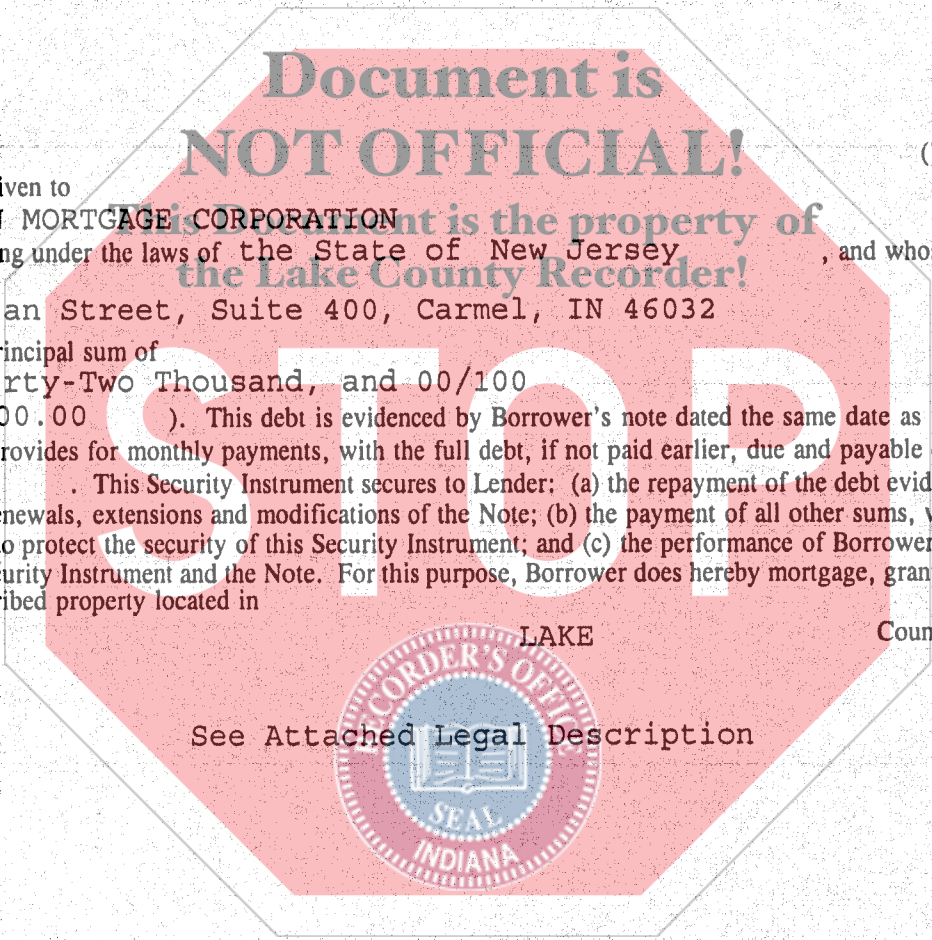 Document is
NOT OFFICIAL!
(
iven to
MORTGAGE CORPORATION
This Document is the property of
ng under the laws of the State of New Jersey , and who
the Lake County Recorder!
an Street, Suite 400, Carmel, IN 46032
rincipal sum of
rty-Two Thousand, and 00/100
00.00 ). This debt is evidenced by Borrower's note dated the same date as
rovides for monthly payments, with the full debt, if not paid earlier, due and payable
. This Security Instrument secures to Lender: (a) the repayment of the debt evid
enewals, extensions and modifications of the Note; (b) the payment of all other sums, w
o protect the security of this Security Instrument; and (c) the performance of Borrower
curity Instrument and the Note. For this purpose, Borrower does hereby mortgage, gran
ibed property located in
STOP
LAKE Coun
RECORDER'S OFFICE
See Attached Legal Description
SEAL
INDIANA